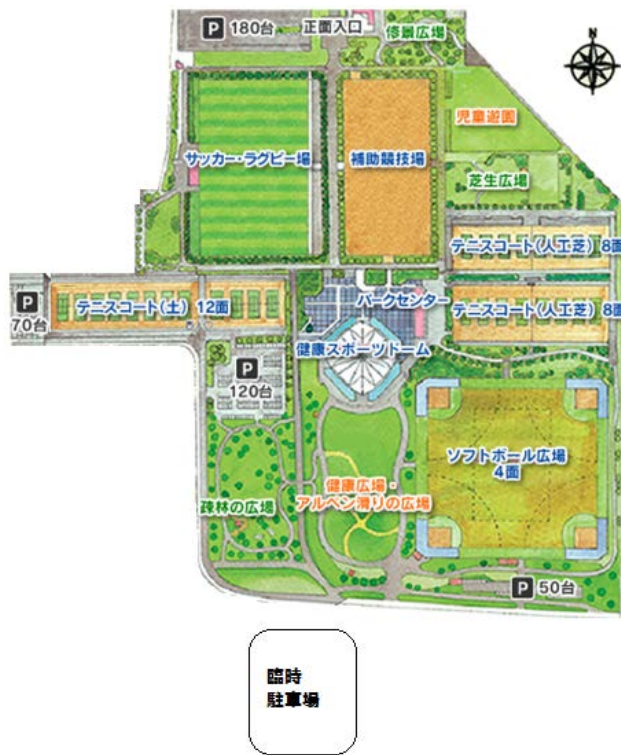 P 180台
正面入口
修景広場
児童遊園
サッカー・ラグビー場
補助競技場
芝生広場
テニスコート(人工芝) 8面
P
70台
テニスコート(土) 12面
パークセンター
テニスコート(人工芝) 8面
健康スポーツドーム
P
120台
ソフトボール広場
4面
疎林の広場
健康広場・
アルペン滑りの広場
P 50台
臨時
駐車場